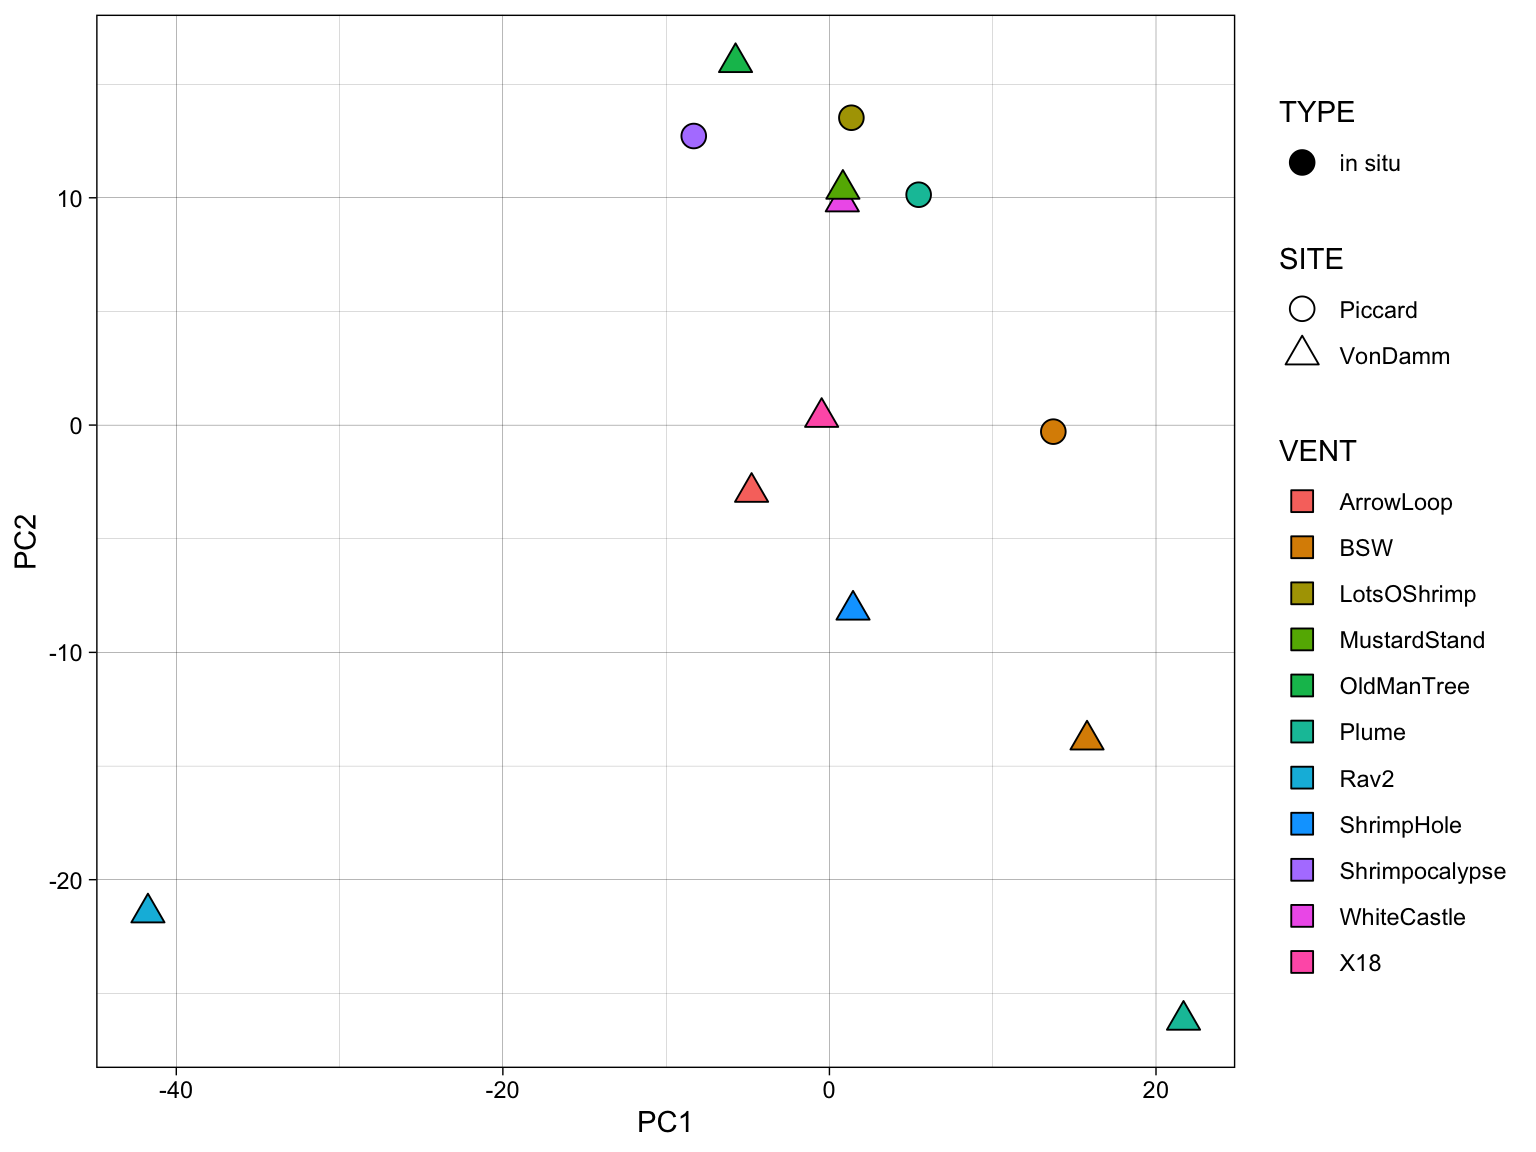 TYPE
in situ
SITE
Piccard
VonDamm
VENT
ArrowLoop
BSW
LotsOShrimp
MustardStand
OldManTree
Plume
Rav2
ShrimpHole
Shrimpocalypse
WhiteCastle
X18
PC2
10
0
-10
-20
-40
-20
0
20
PC1